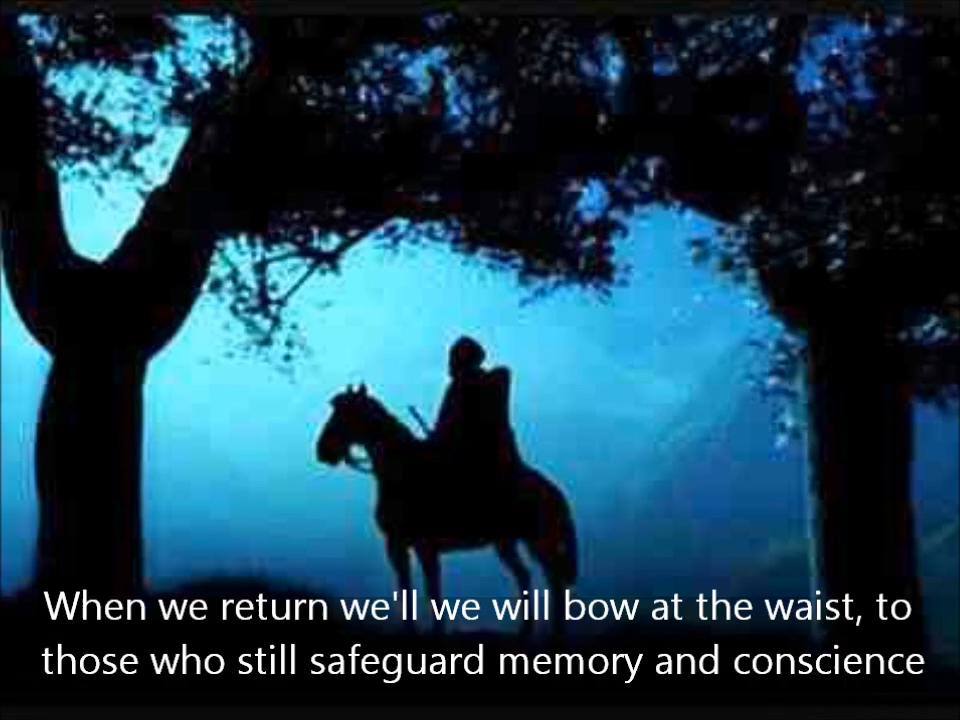 When we return we'll we will bow at the waist, to
those who still safeguard memory and conscience